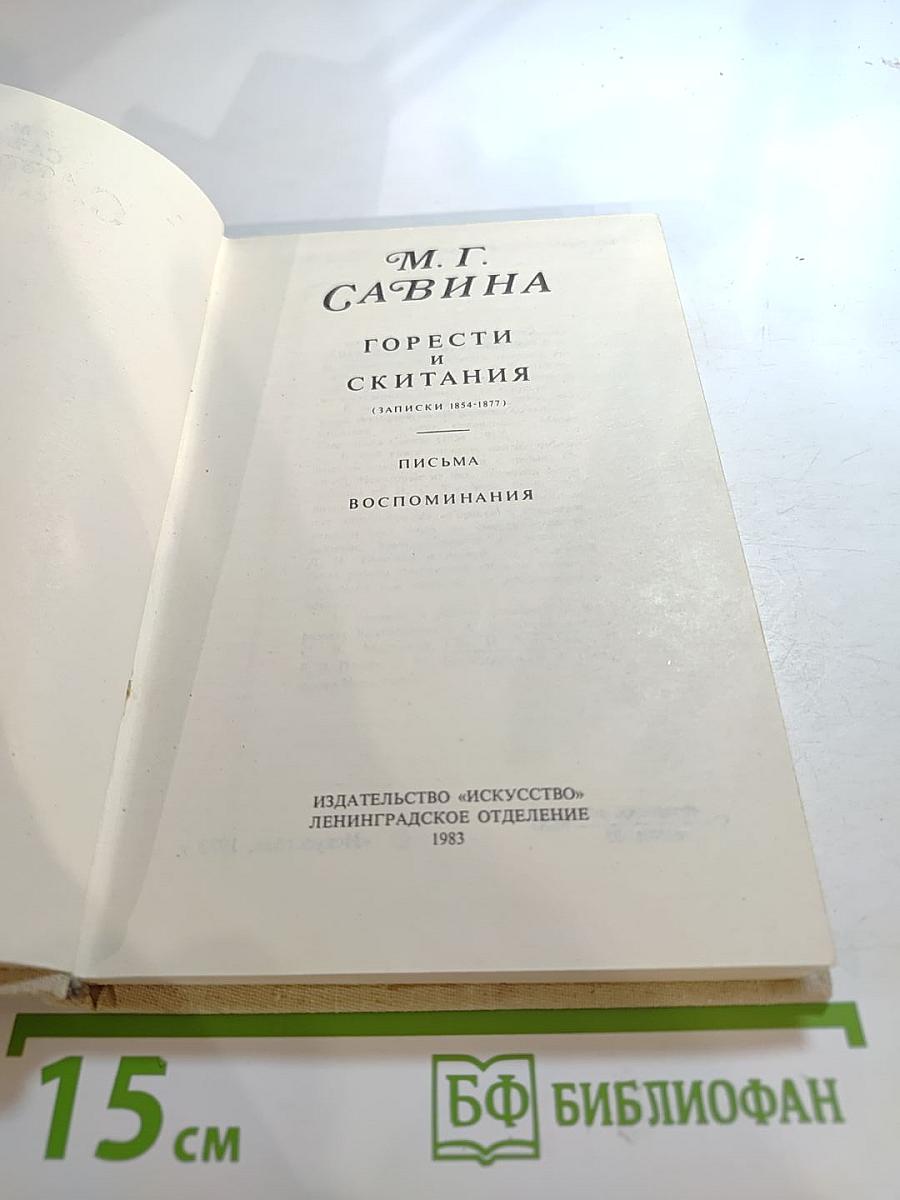 М. Г.
САВИНА
ГОРЕСТИ
И
СКИТАНИЯ
(ЗАПИСКИ 1854-1877)
ПИСЬМА
ВОСПОМИНАНИЯ
ИЗДАТЕЛЬСТВО «ИСКУССТВО»
ЛЕНИНГРАДСКОЕ ОТДЕЛЕНИЕ
1983
15 см
БФ БИБЛИОФАН